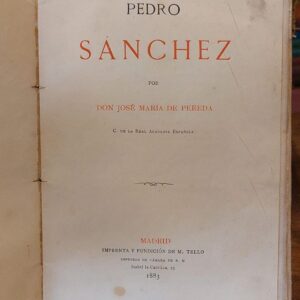 PEDRO
SÁNCHEZ
POR
DON JOSÉ MARÍA DE PEREDA
C. DE LA REAL ACADEMIA ESPAÑOLA
MADRID
IMPRENTA Y FUNDICIÓN DE M. TELLO
IMPRESOR DE CÁMARA DE S. M.
Isabel la Católica, 23
1883